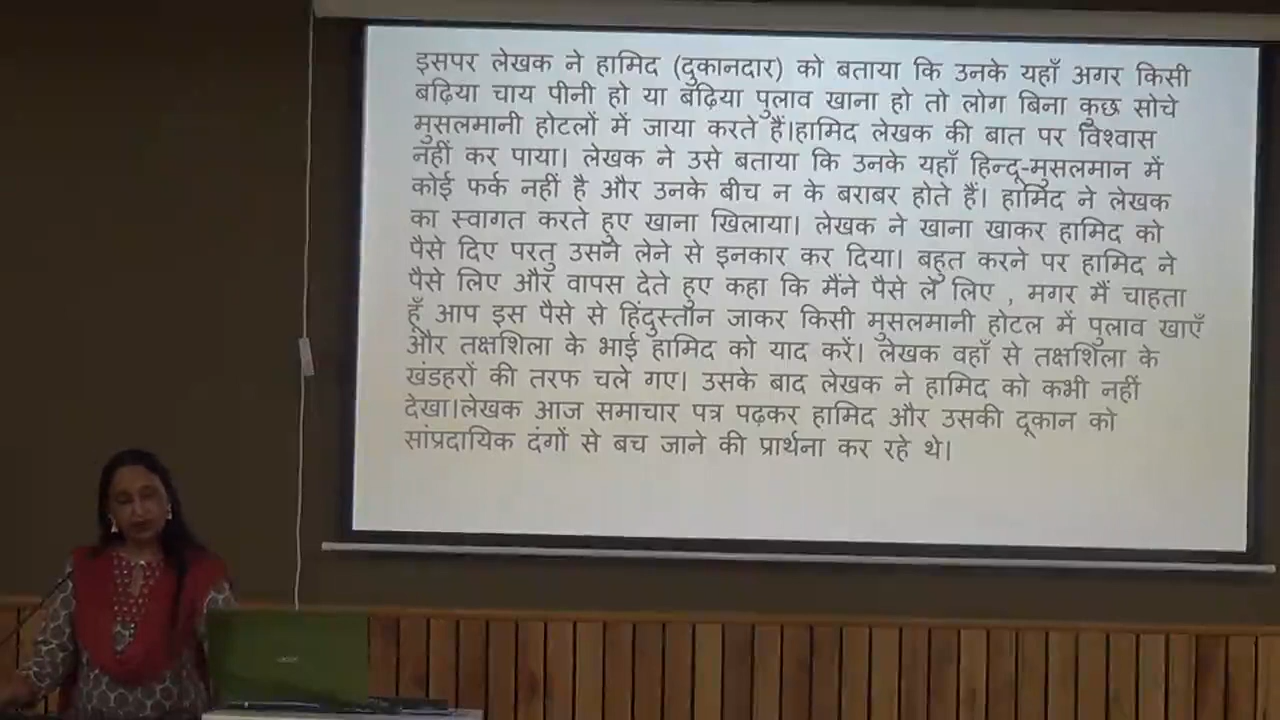 इसपर लेखक ने हामिद (दुकानदार) को बताया कि उनके यहाँ अगर किसी
बढ़िया चाय पीनी हो या बढ़िया पुलाव खाना हो तो लोग बिना कुछ सोचे
मुसलमानी होटलों में जाया करते हैं।हामिद लेखक की बात पर विश्वास
नहीं कर पाया। लेखक ने उसे बताया कि उनके यहाँ हिन्दू-मुसलमान में
कोई फर्क नहीं है और उनके बीच न के बराबर होते हैं। हामिद ने लेखक
का स्वागत करते हुए खाना खिलाया। लेखक ने खाना खाकर हामिद को
पैसे दिए परतु उसने लेने से इनकार कर दिया। बहुत करने पर हामिद ने
पैसे लिए और वापस देते हुए कहा कि मैंने पैसे ले लिए , मगर मैं चाहता
हूँ आप इस पैसे से हिंदुस्तान जाकर किसी मुसलमानी होटल में पुलाव खाएँ
और तक्षशिला के भाई हामिद को याद करें। लेखक वहाँ से तक्षशिला के
खंडहरों की तरफ चले गए। उसके बाद लेखक ने हामिद को कभी नहीं
देखा।लेखक आज समाचार पत्र पढ़कर हामिद और उसकी दूकान को
सांप्रदायिक दंगों से बच जाने की प्रार्थना कर रहे थे।
acer